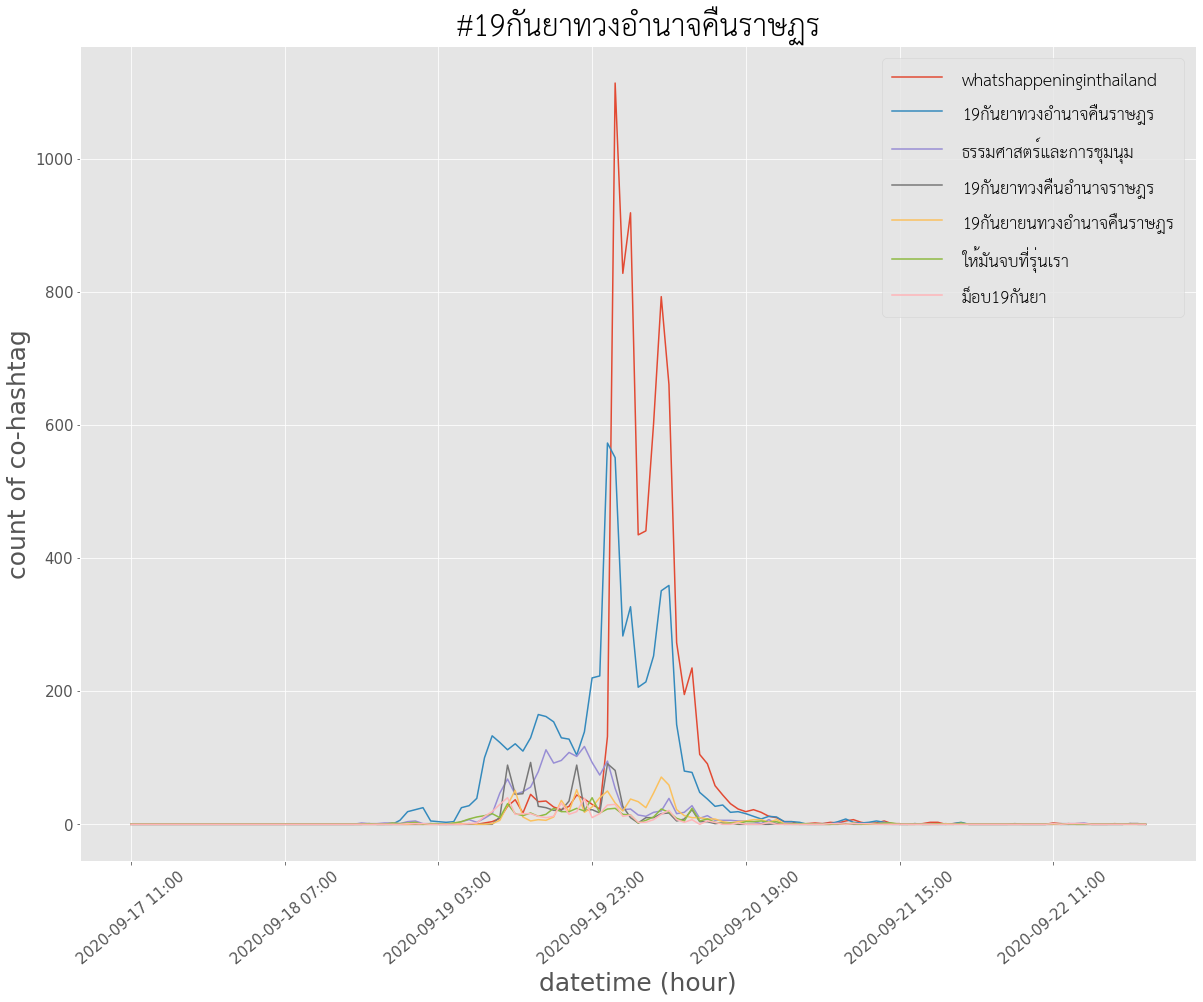 #19กันยาทวงอำนาจคืนราษฏร
whatshappeninginthailand
19กันยาทวงอํานาจคืนราษฎร
ธรรมศาสตร์และการชุมนุม
19กันยาทวงคืนอํานาจราษฎร
19กันยายนทวงอํานาจคืนราษฎร
ให้มันจบที่รุ่นเรา
ม็อบ19กันยา
count of co-hashtag
1000
800
600
400
200
0
2020-09-17 11:00
2020-09-18 07:00
2020-09-19 03:00
2020-09-19 23:00
2020-09-20 19:00
2020-09-21 15:00
2020-09-22 11:00
datetime (hour)